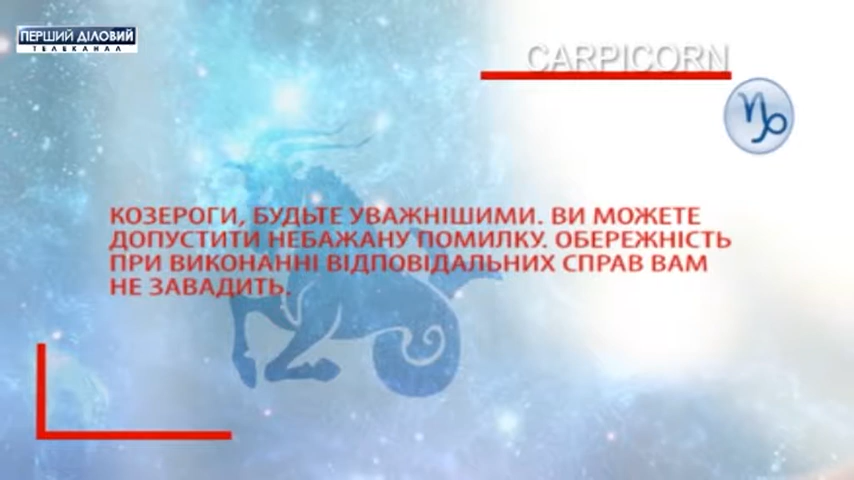 ПЕРШИЙ ДІЛОВИЙ
ТЕЛЕКАНАЛ
CARPICORN
КОЗЕРОГИ, БУДЬТЕ УВАЖНІШИМИ. ВИ МОЖЕТЕ
ДОПУСТИТИ НЕБАЖАНУ ПОМИЛКУ. ОБЕРЕЖНІСТЬ
ПРИ ВИКОНАННІ ВІДПОВІДАЛЬНИХ СПРАВ ВАМ
НЕ ЗАВАДИТЬ.